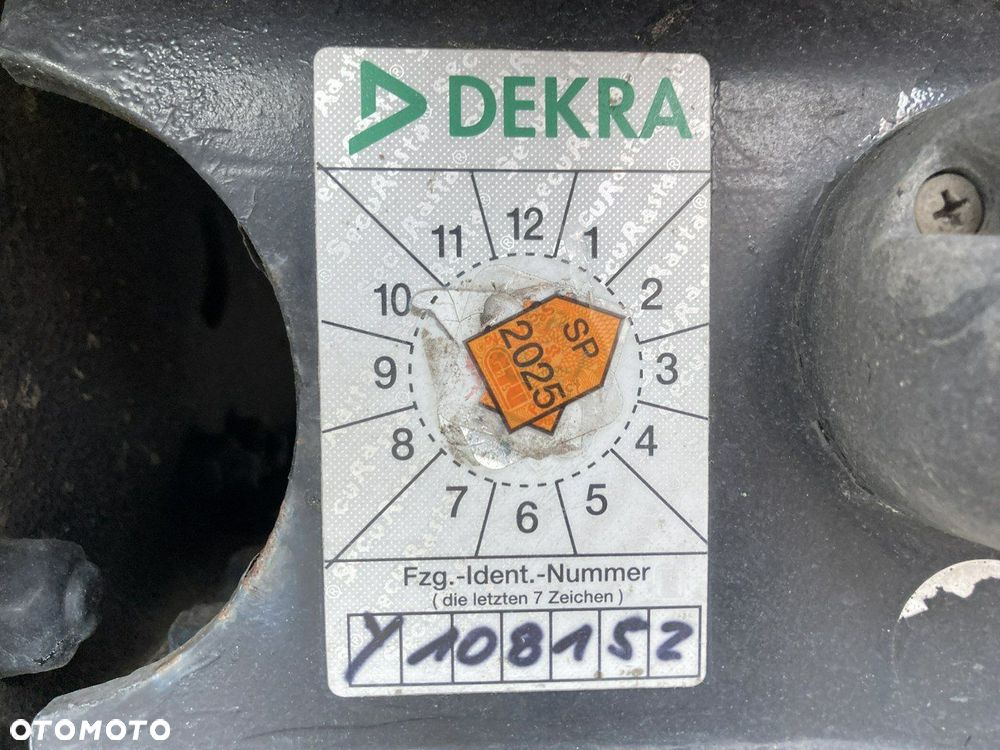 DEKRA
12
11
1
10
2
9
3
8
4
7
5
6
SP
2025
Fzg.-Ident.-Nummer
( die letzten 7 Zeichen )
Y108152
SecuRasta®
OTOMOTO